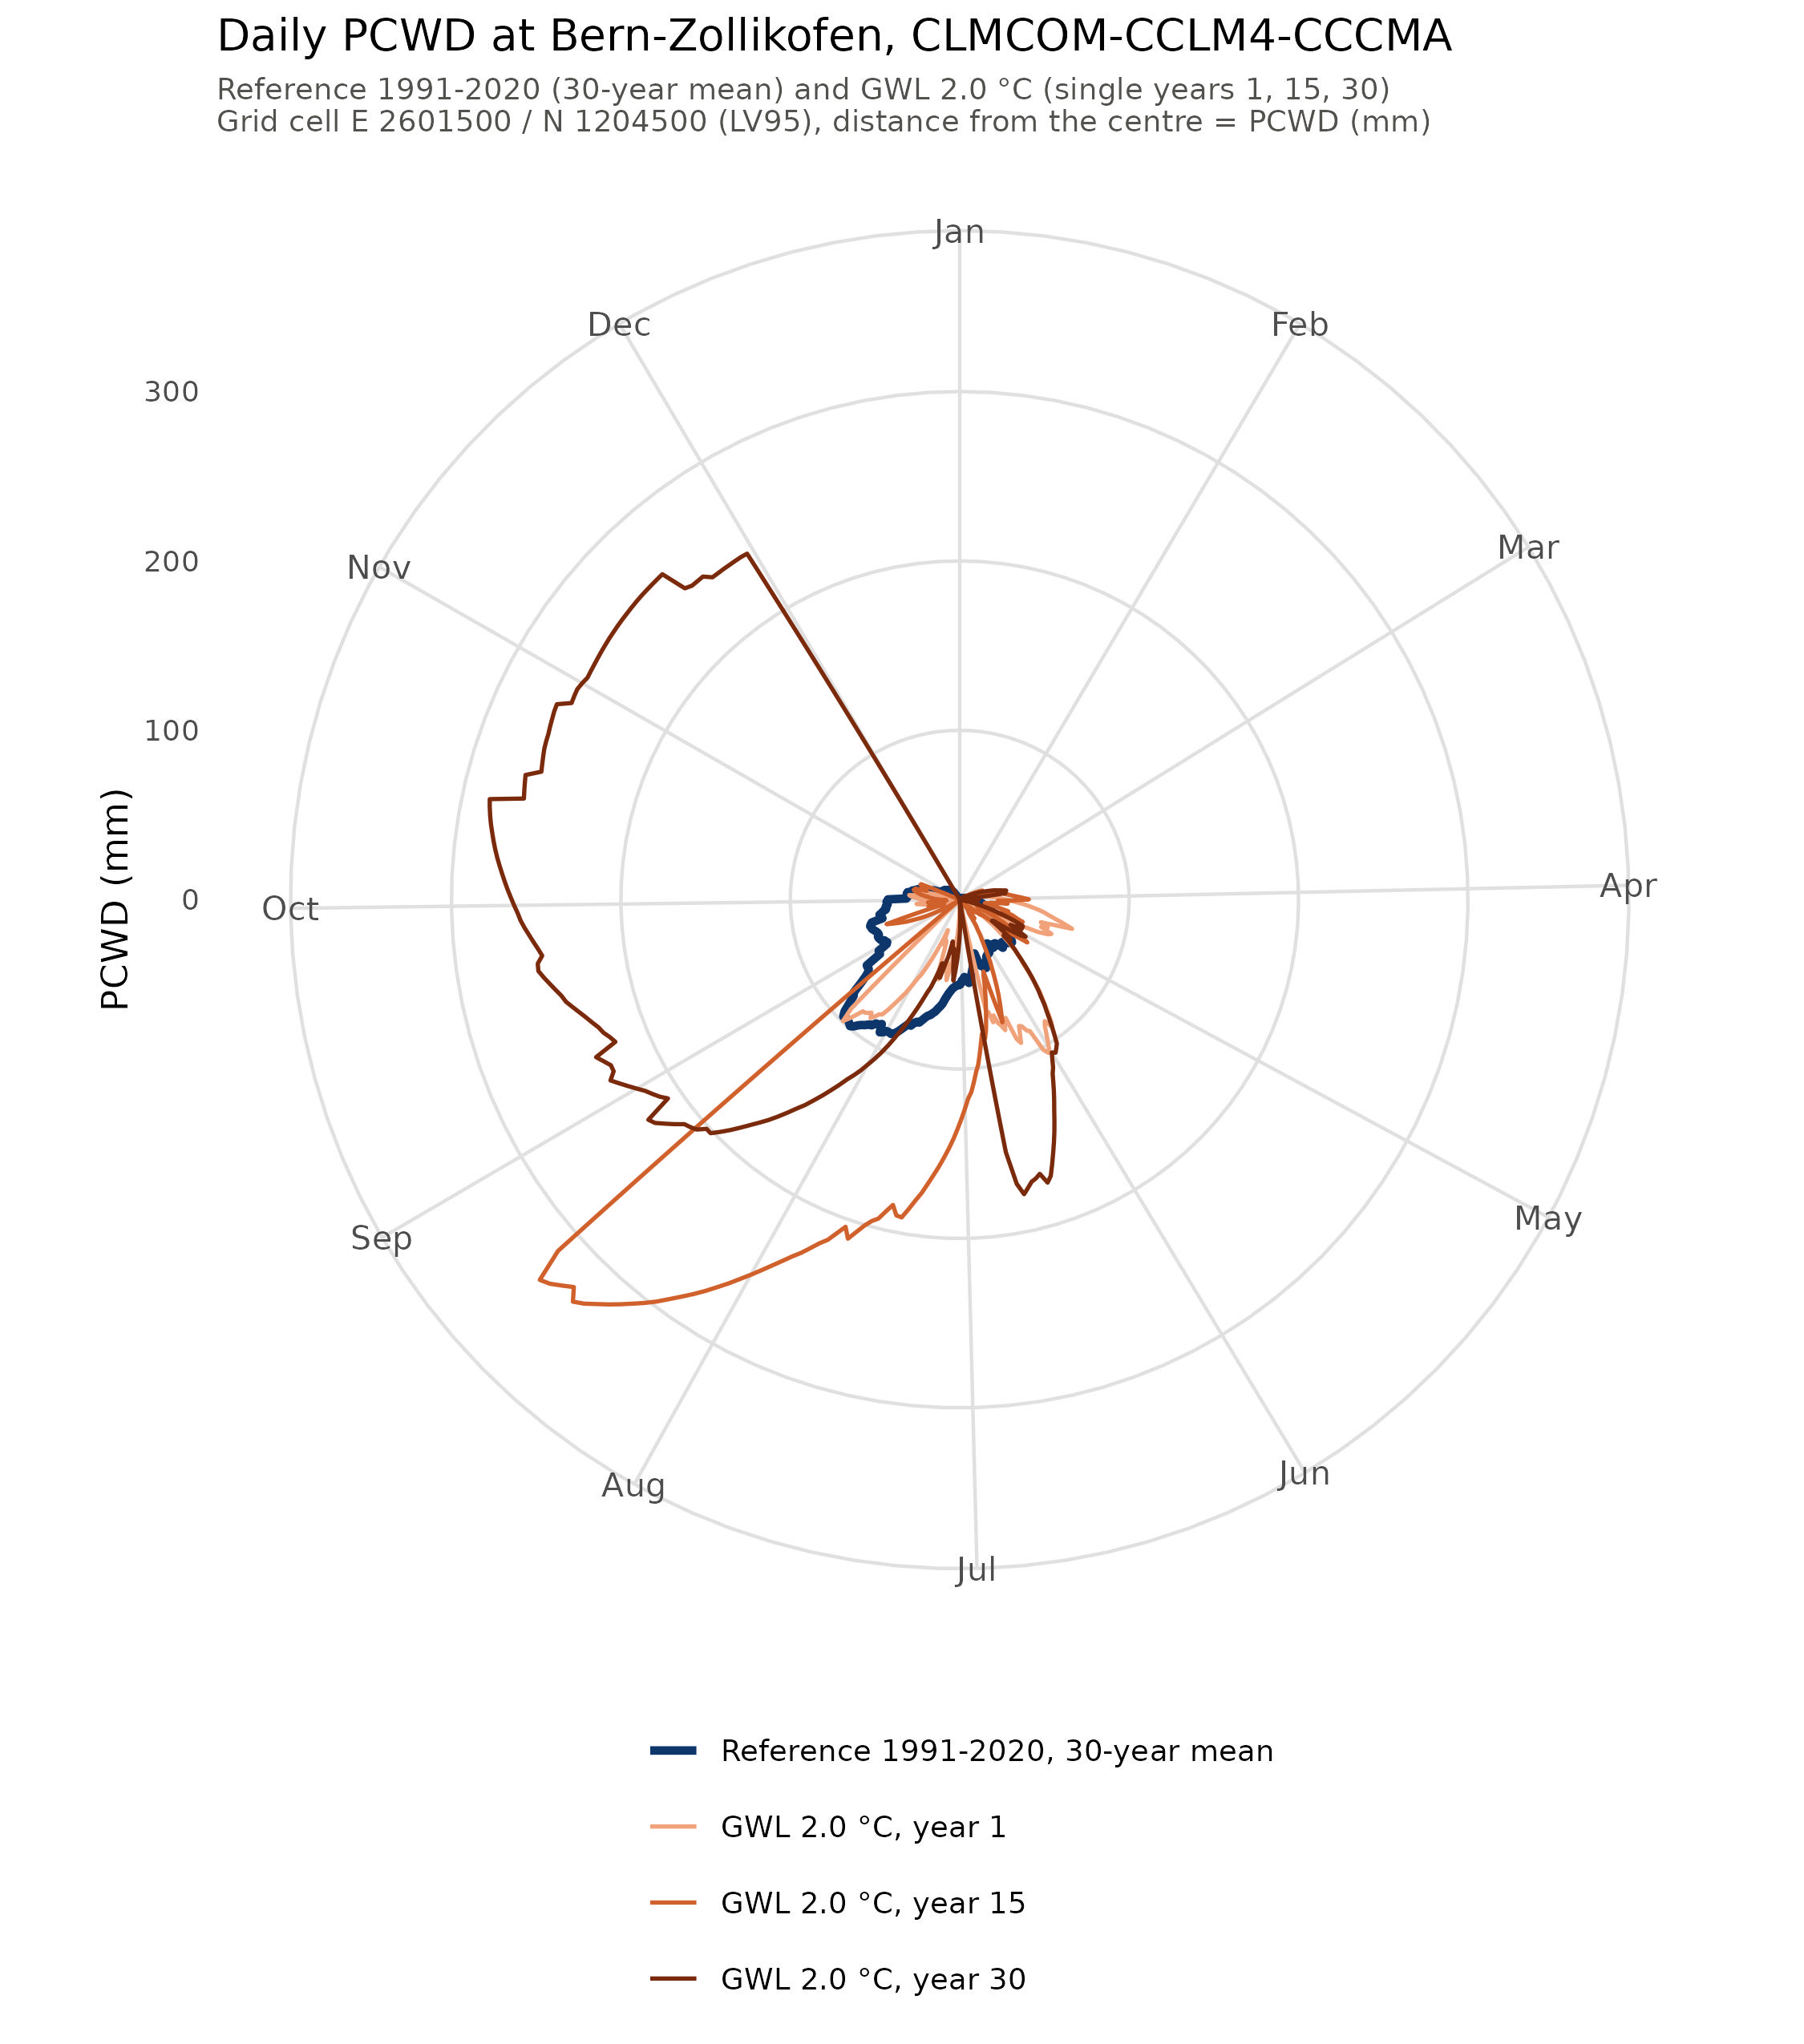 Daily PCWD at Bern-Zollikofen, CLMCOM-CCLM4-CCCMA
Reference 1991-2020 (30-year mean) and GWL 2.0 °C (single years 1, 15, 30)
Grid cell E 2601500 / N 1204500 (LV95), distance from the centre = PCWD (mm)
Jan
Feb
Mar
Apr
May
Jun
Jul
Aug
Sep
Oct
Nov
Dec
300
200
100
0
PCWD (mm)
Reference 1991-2020, 30-year mean
GWL 2.0 °C, year 1
GWL 2.0 °C, year 15
GWL 2.0 °C, year 30